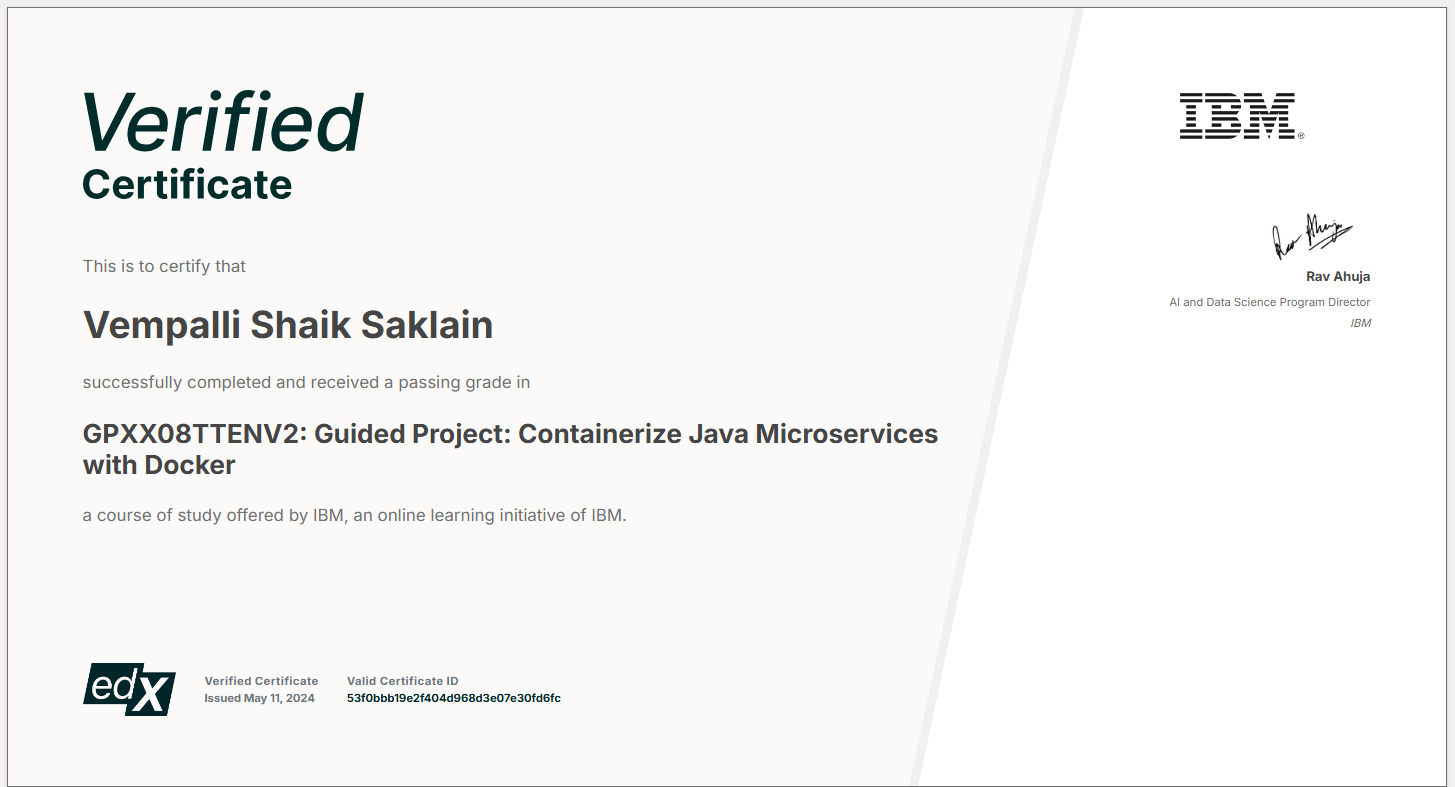 Verified
Certificate
This is to certify that
Vempalli Shaik Saklain
successfully completed and received a passing grade in
GPXX08TTENV2: Guided Project: Containerize Java Microservices
with Docker
a course of study offered by IBM, an online learning initiative of IBM.
edX
Verified Certificate
Issued May 11, 2024
Valid Certificate ID
53f0bbb19e2f404d968d3e07e30fd6fc
IBM®
Rav Ahuja
Rav Ahuja
AI and Data Science Program Director
IBM